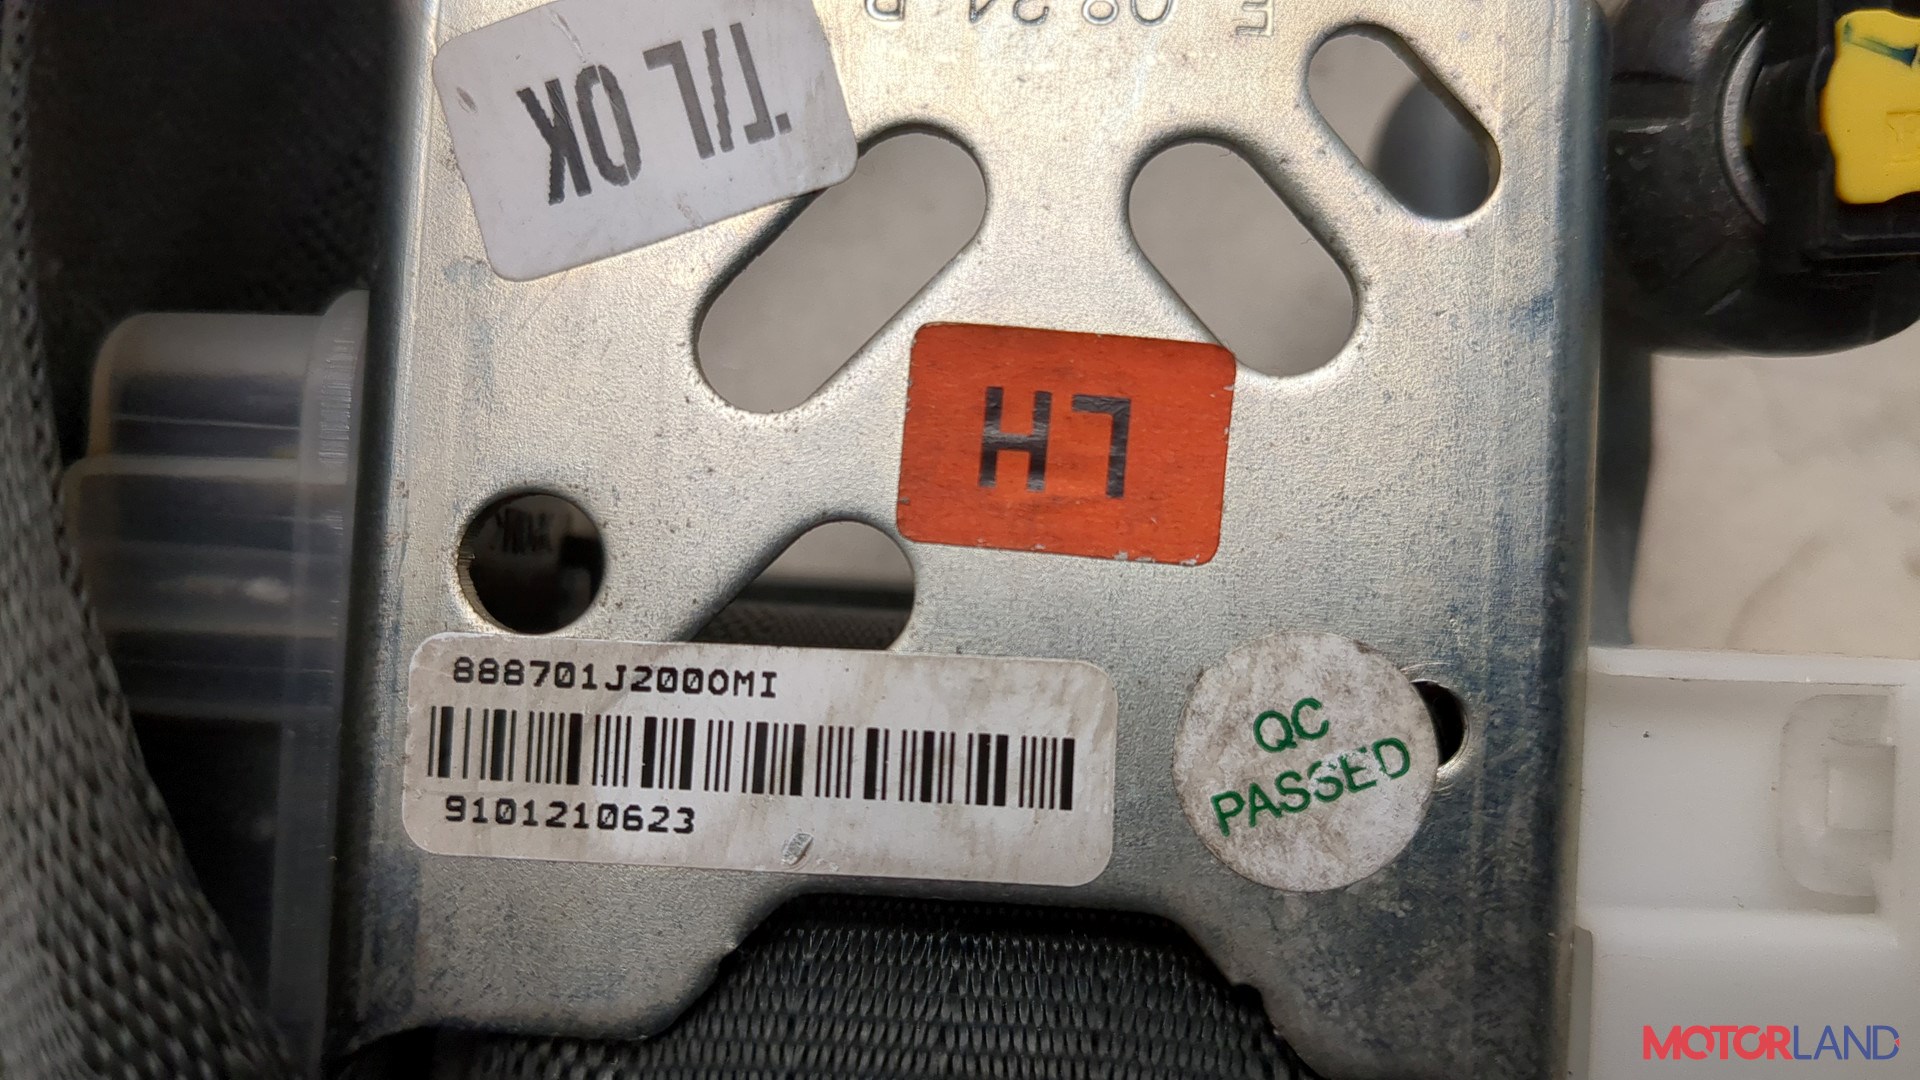 T/L OK
LH
888701J2000MI
9101210623
QC
PASSED
MOTORLAND